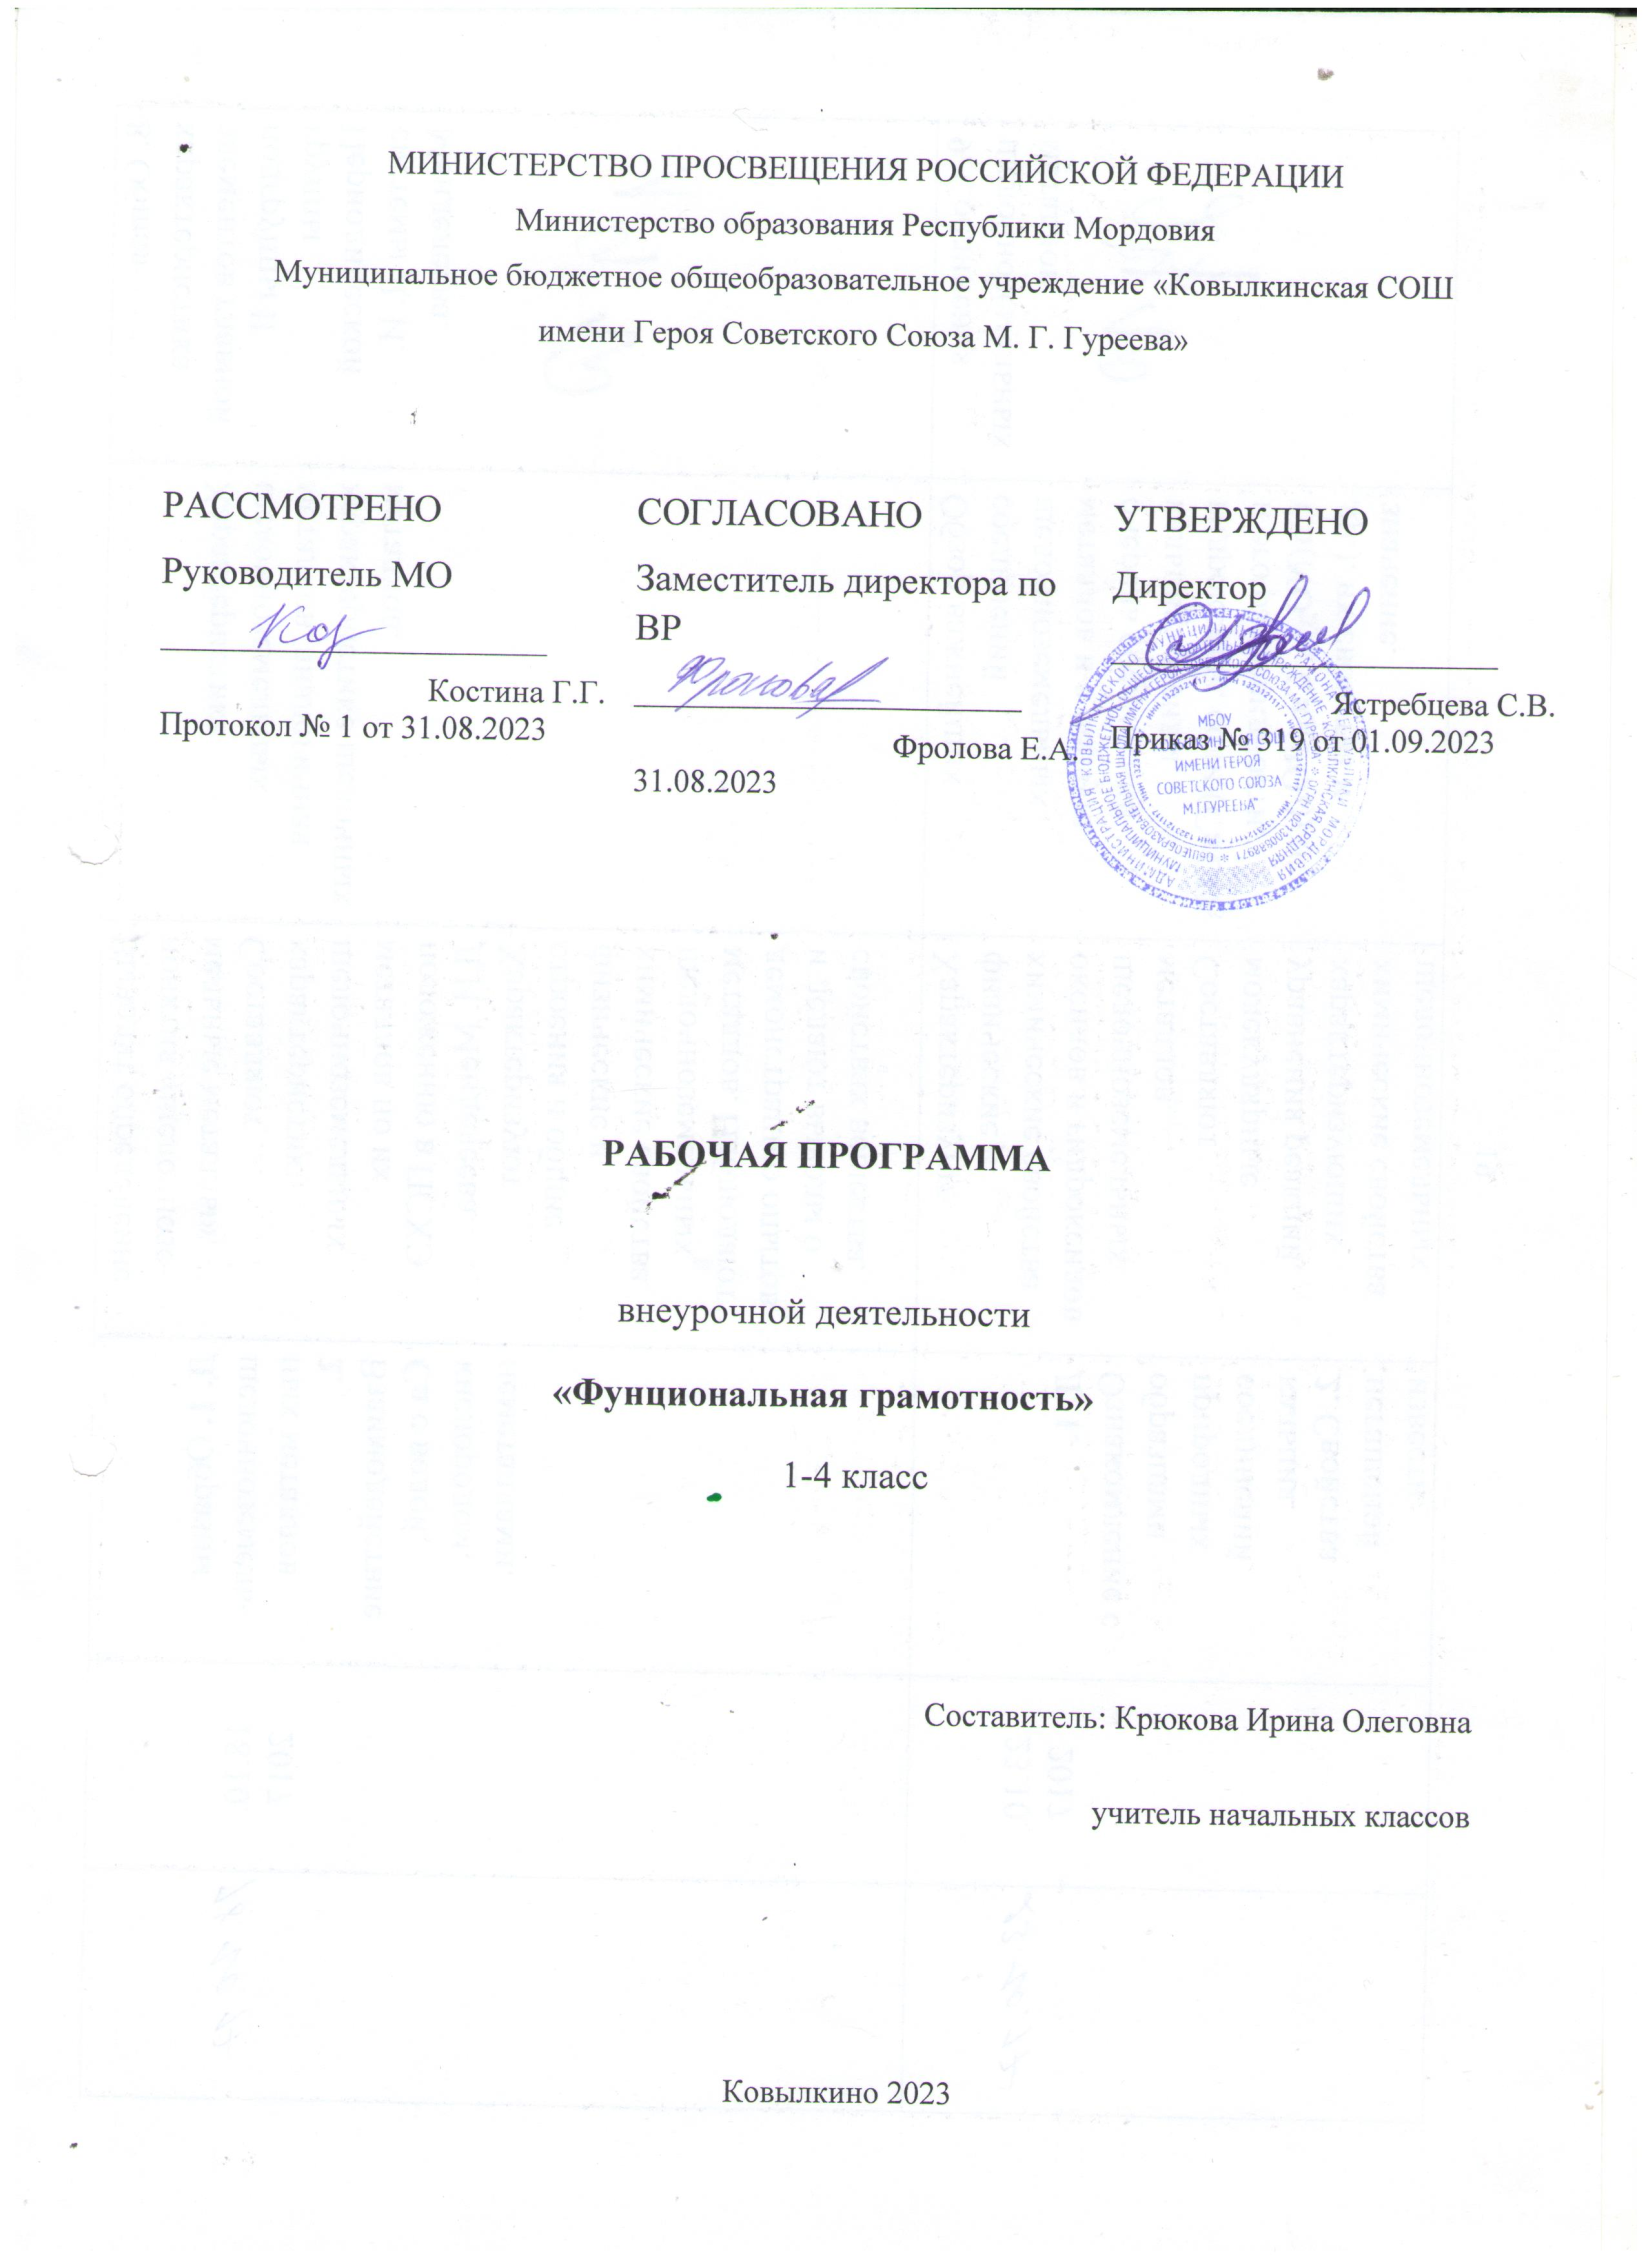 МИНИСТЕРСТВО ПРОСВЕЩЕНИЯ РОССИЙСКОЙ ФЕДЕРАЦИИ
Министерство образования Республики Мордовия
Муниципальное бюджетное общеобразовательное учреждение «Ковылкинская СОШ
имени Героя Советского Союза М. Г. Гуреева»
РАССМОТРЕНО
Руководитель МО
Костина Г.Г.
Протокол № 1 от 31.08.2023
СОГЛАСОВАНО
Заместитель директора по
ВР
Фролова Е.А.
31.08.2023
УТВЕРЖДЕНО
Директор
Ястребцева С.В.
Приказ № 319 от 01.09.2023
МБОУ
ИМЕНИ ГЕРОЯ
СОВЕТСКОГО СОЮЗА
М.Г.ГУРЕЕВА"
РАБОЧАЯ ПРОГРАММА
внеурочной деятельности
«Фунциональная грамотность»
1-4 класс
Составитель: Крюкова Ирина Олеговна
учитель начальных классов
Ковылкино 2023